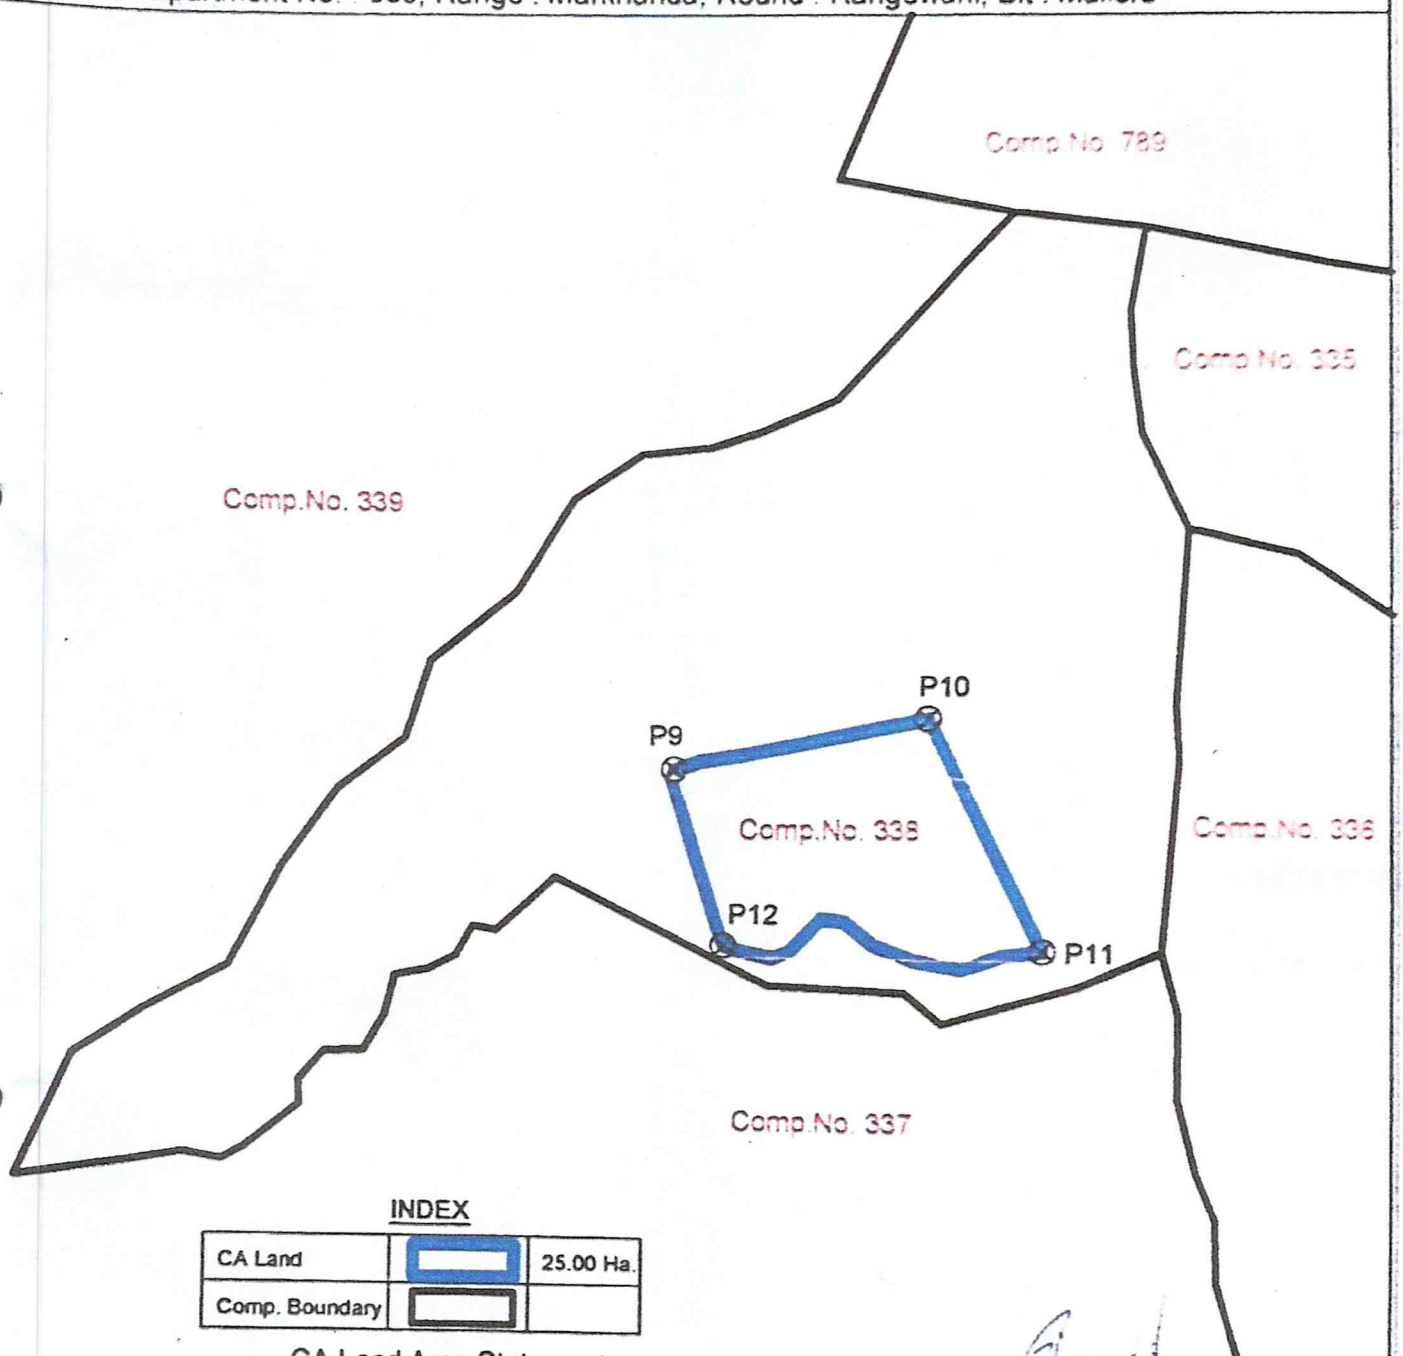 Comp.No. 789
Comp.No. 335
Comp.No. 339
P10
P9
Comp.No. 338
Comp.No. 336
P12
P11
Comp.No. 337
INDEX
CA Land 25.00 Ha.
Comp. Boundary